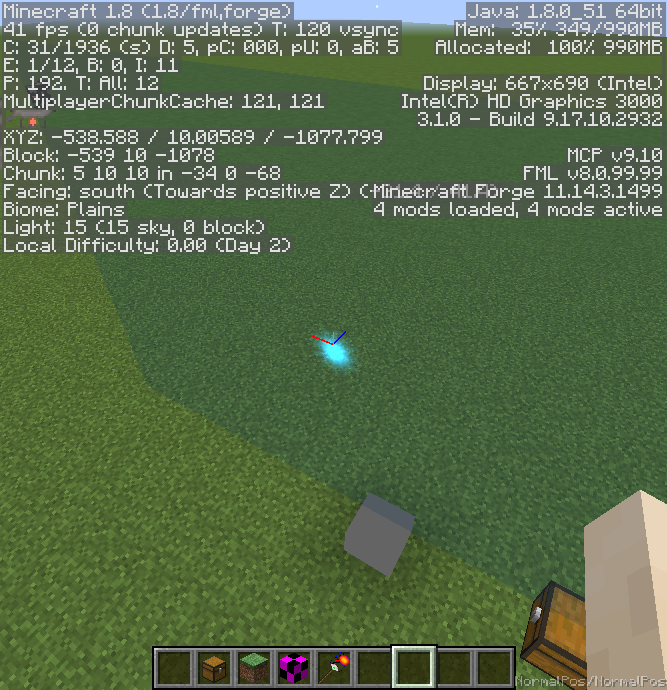 Minecraft 1.8 (1.8/fml,forge)
41 fps (0 chunk updates) T: 120 vsync
C: 31/1936 (s) D: 5, pC: 000, pU: 0, aB: 5
E: 1/12, B: 0, I: 11
P: 192. T: All: 12
MultiplayerChunkCache: 121, 121
XYZ: -538.588 / 10.00589 / -1077.799
Block: -539 10 -1078
Chunk: 5 10 10 in -34 0 -68
Facing: south (Towards positive Z) (-
Biome: Plains
Light: 15 (15 sky, 0 block)
Local Difficulty: 0.00 (Day 2)
Java: 1.8.0_51 64bit
Mem: 35% 349/990MB
Allocated: 100% 990MB
Display: 667x690 (Intel)
Intel(R) HD Graphics 3000
3.1.0 - Build 9.17.10.2932
MCP v9.10
FML v8.0.99.99
Minecraft Forge 11.14.3.1499
4 mods loaded, 4 mods active
NormalPos/NormalPos